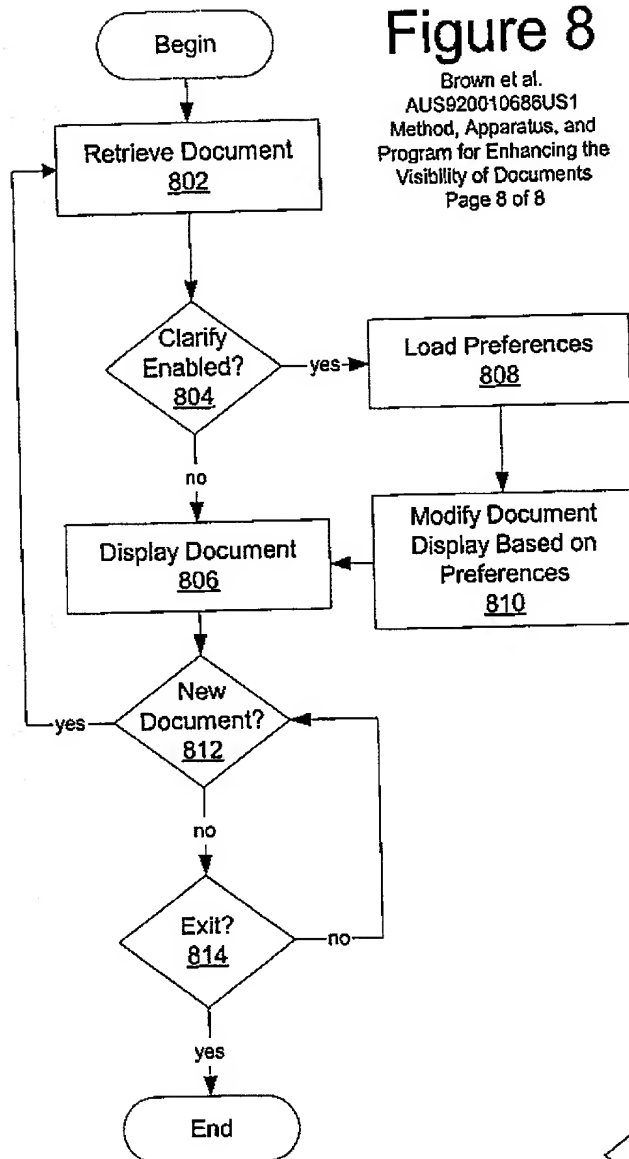 Figure 8
Brown et al.
AUS920010686US1
Method, Apparatus, and
Program for Enhancing the
Visibility of Documents
Page 8 of 8
Begin
Retrieve Document
802
Clarify
Enabled?
804
yes
Load Preferences
808
no
Modify Document
Display Based on
Preferences
810
Display Document
806
New
Document?
812
yes
no
Exit?
814
no
yes
End